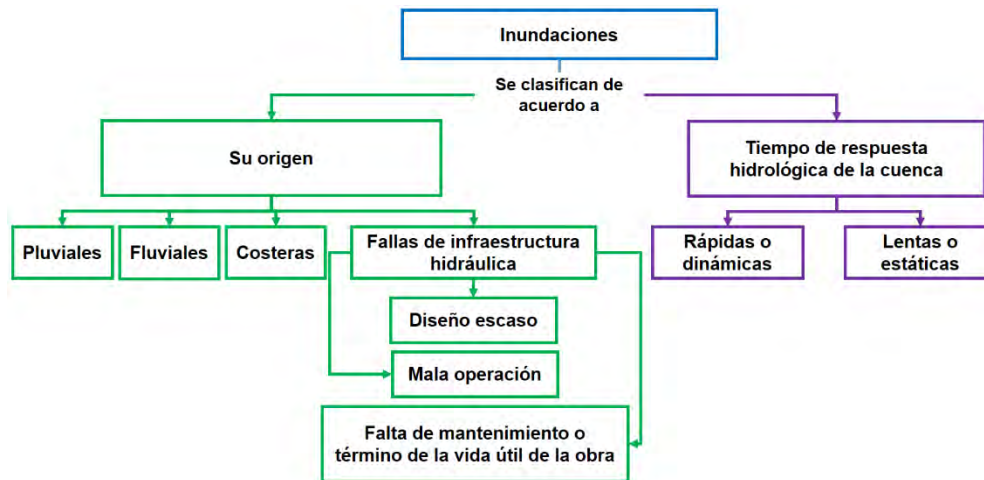 Inundaciones
Se clasifican de
acuerdo a
Su origen
Tiempo de respuesta
hidrológica de la cuenca
Pluviales
Fluviales
Costeras
Fallas de infraestructura
hidráulica
Rápidas o
dinámicas
Lentas o
estáticas
Diseño escaso
Mala operación
Falta de mantenimiento o
término de la vida útil de la obra